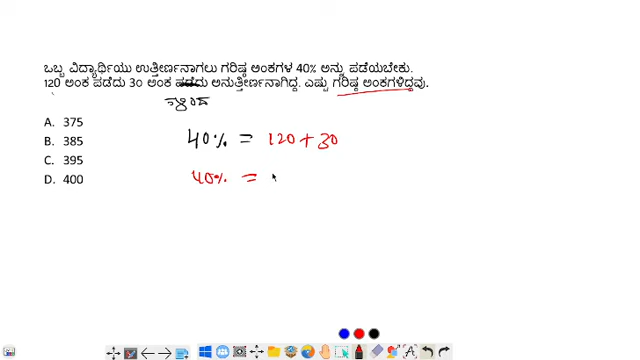 ಒಬ್ಬ ವಿದ್ಯಾರ್ಥಿಯು ಉತ್ತೀರ್ಣನಾಗಲು ಗರಿಷ್ಠ ಅಂಕಗಳ 40% ಅನ್ನು ಪಡೆಯಬೇಕು.
120 ಅಂಕ ಪಡೆದು 30 ಅಂಕ ಪಡೆದು ಅನುತ್ತೀರ್ಣನಾಗಿದ್ದ. ಎಷ್ಟು ಗರಿಷ್ಠ ಅಂಕಗಳಿದ್ದವು.
A. 375
B. 385
C. 395
D. 400
40% = 120 + 30
40% =